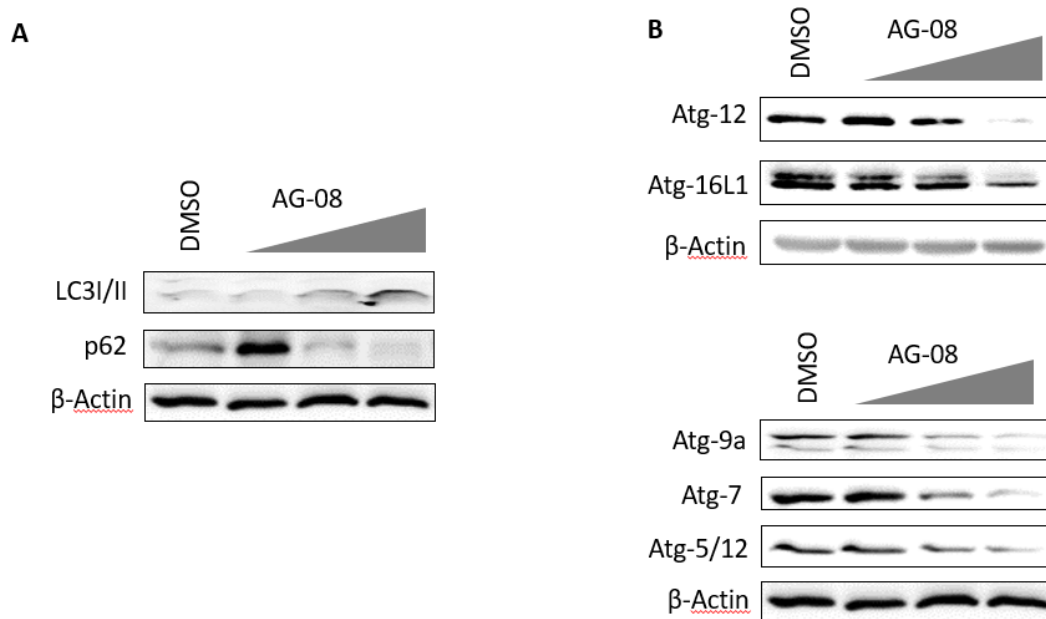 A
DMSO
AG-08
LC3I/II
p62
β-Actin
B
DMSO
AG-08
Atg-12
Atg-16L1
β-Actin
DMSO
AG-08
Atg-9a
Atg-7
Atg-5/12
β-Actin